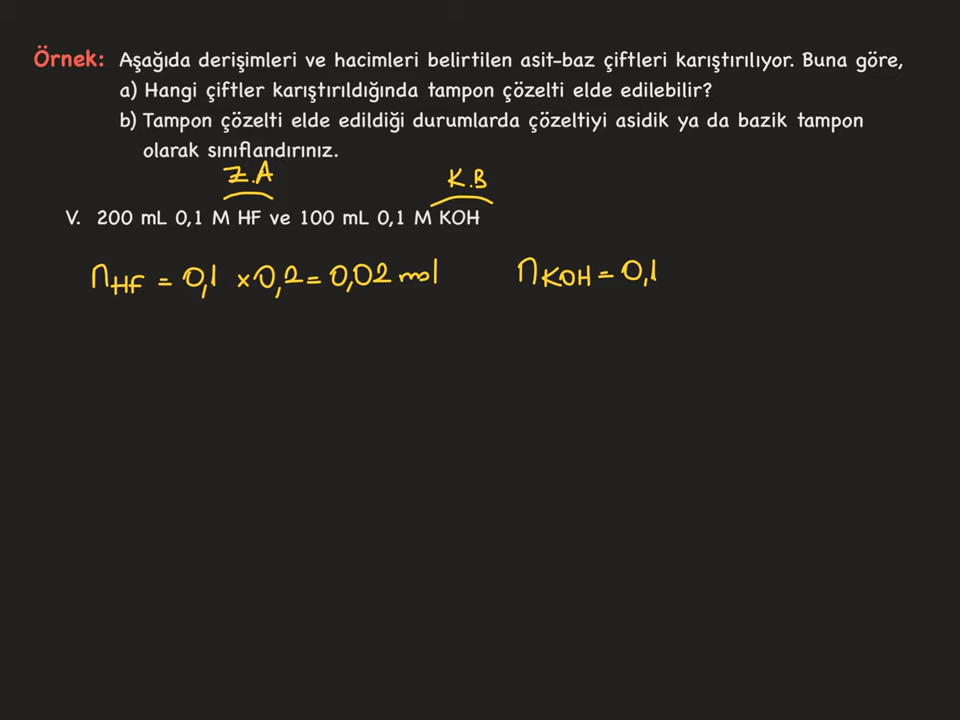 Örnek: Aşağıda derişimleri ve hacimleri belirtilen asit-baz çiftleri karıştırılıyor. Buna göre,
a) Hangi çiftler karıştırıldığında tampon çözelti elde edilebilir?
b) Tampon çözelti elde edildiği durumlarda çözeltiyi asidik ya da bazik tampon
olarak sınıflandırınız.
Z.A K.B
V. 200 mL 0,1 M HF ve 100 mL 0,1 M KOH
nHF = 0,1 × 0,2 = 0,02 mol nKOH = 0,1